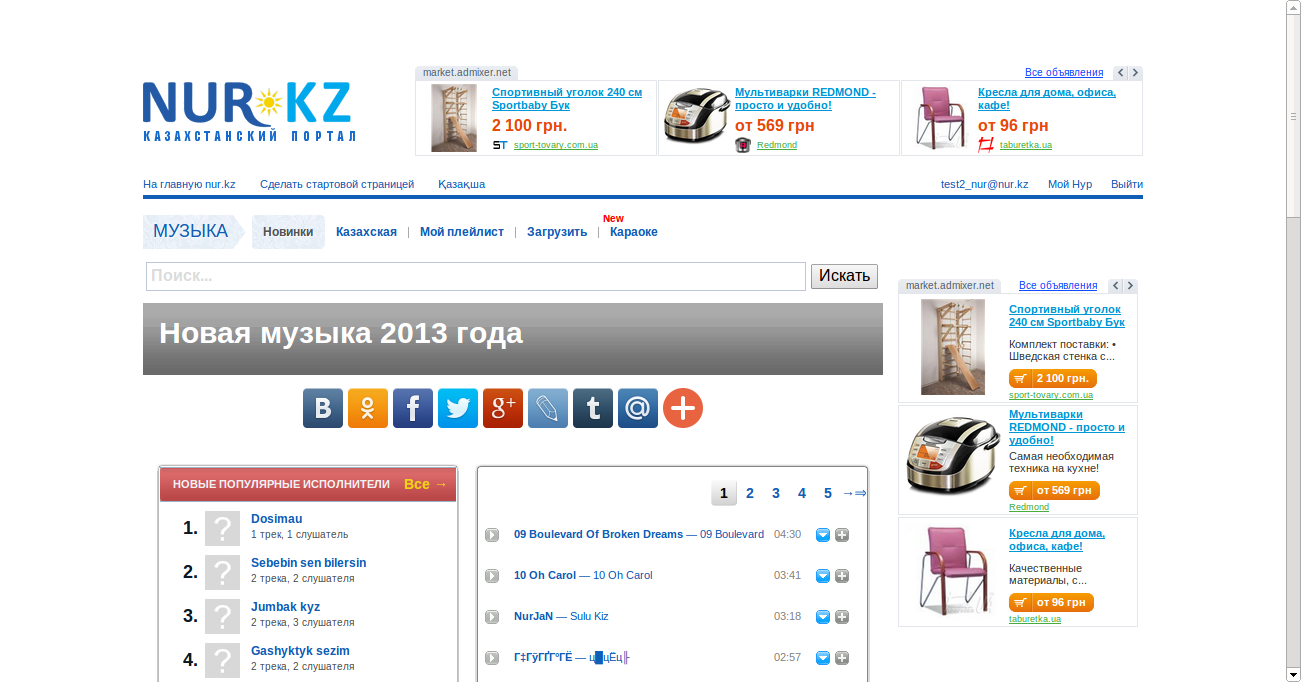 market.admixer.net
Все объявления
NUR KZ
КАЗАХСТАНСКИЙ ПОРТАЛ
Спортивный уголок 240 см Sportbaby Бук
2 100 грн.
sport-tovary.com.ua
Мультиварки REDMOND - просто и удобно!
от 569 грн
Redmond
Кресла для дома, офиса, кафе!
от 96 грн
taburetka.ua
На главную nur.kz
Сделать стартовой страницей
Қазақша
test2_nur@nur.kz
Мой Нур
Выйти
МУЗЫКА
Новинки
Казахская
Мой плейлист
Загрузить
New
Караоке
Поиск...
Искать
Новая музыка 2013 года
НОВЫЕ ПОПУЛЯРНЫЕ ИСПОЛНИТЕЛИ
Все →
1.
Dosimau
1 трек, 1 слушатель
2.
Sebebin sen bilersin
2 трека, 2 слушателя
3.
Jumbak kyz
2 трека, 3 слушателя
4.
Gashyktyk sezim
2 трека, 2 слушателя
1 2 3 4 5 →⇒
09 Boulevard Of Broken Dreams — 09 Boulevard 04:30
10 Oh Carol — 10 Oh Carol 03:41
NurJaN — Sulu Kiz 03:18
02:57
market.admixer.net
Все объявления
Спортивный уголок
240 см Sportbaby Бук
Комплект поставки: •
Шведская стенка с...
2 100 грн.
sport-tovary.com.ua
Мультиварки
REDMOND - просто и
удобно!
Самая необходимая
техника на кухне!
от 569 грн
Redmond
Кресла для дома,
офиса, кафе!
Качественные
материалы, с...
от 96 грн
taburetka.ua